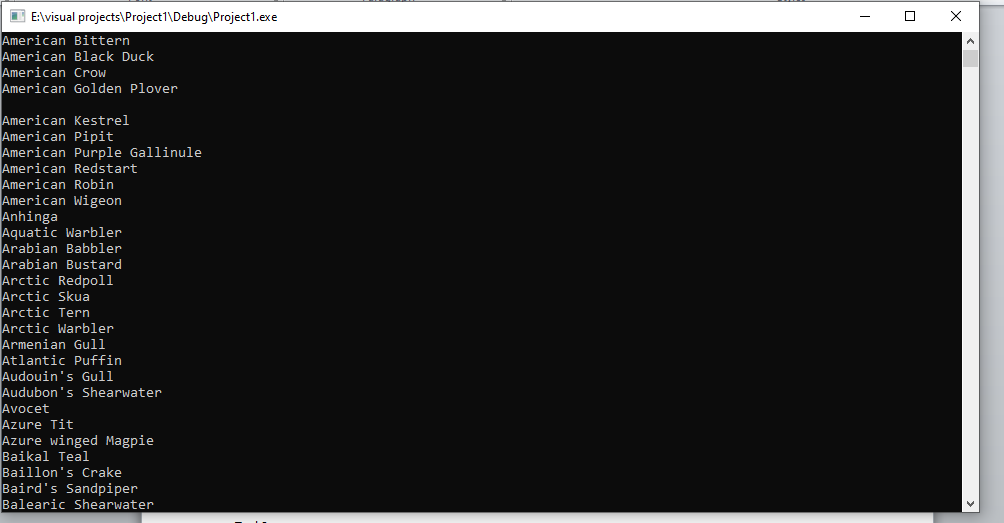 E:\visual projects\Project1\Debug\Project1.exe
American Bittern
American Black Duck
American Crow
American Golden Plover
American Kestrel
American Pipit
American Purple Gallinule
American Redstart
American Robin
American Wigeon
Anhinga
Aquatic Warbler
Arabian Babbler
Arabian Bustard
Arctic Redpoll
Arctic Skua
Arctic Tern
Arctic Warbler
Armenian Gull
Atlantic Puffin
Audouin's Gull
Audubon's Shearwater
Avocet
Azure Tit
Azure winged Magpie
Baikal Teal
Baillon's Crake
Baird's Sandpiper
Balearic Shearwater